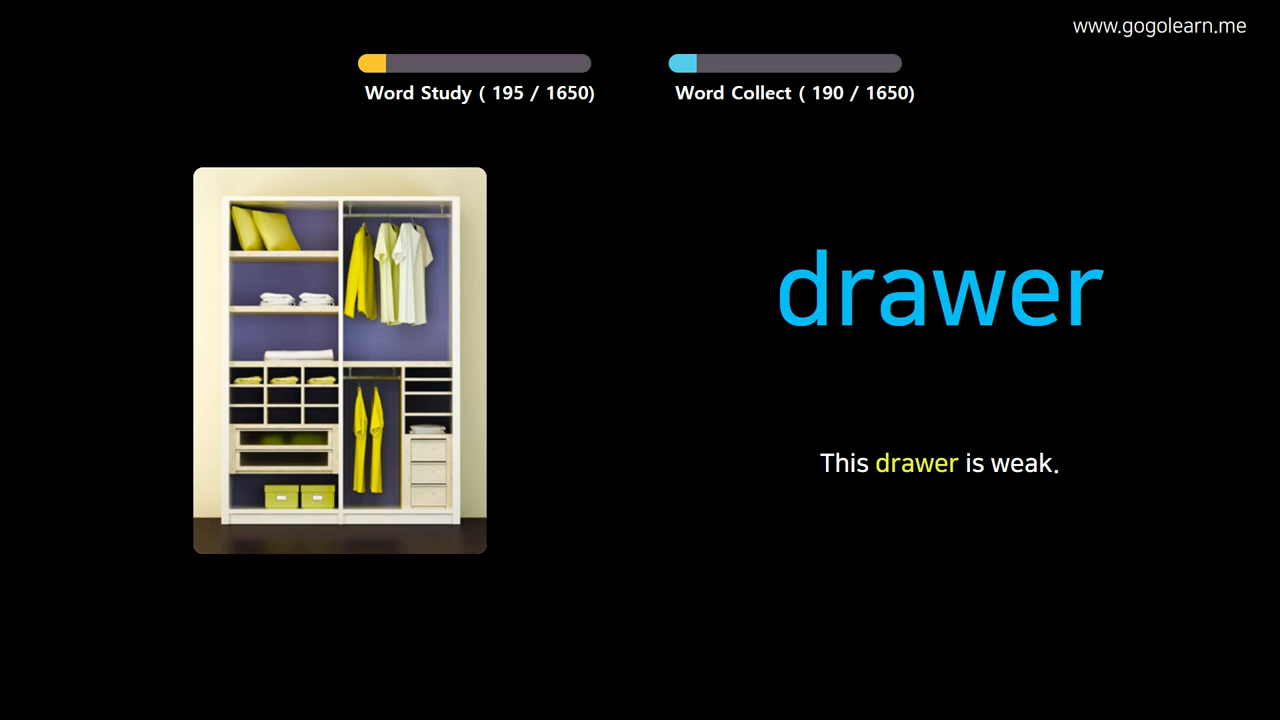 www.gogolearn.me
Word Study ( 195 / 1650)
Word Collect ( 190 / 1650)
drawer
This drawer is weak.